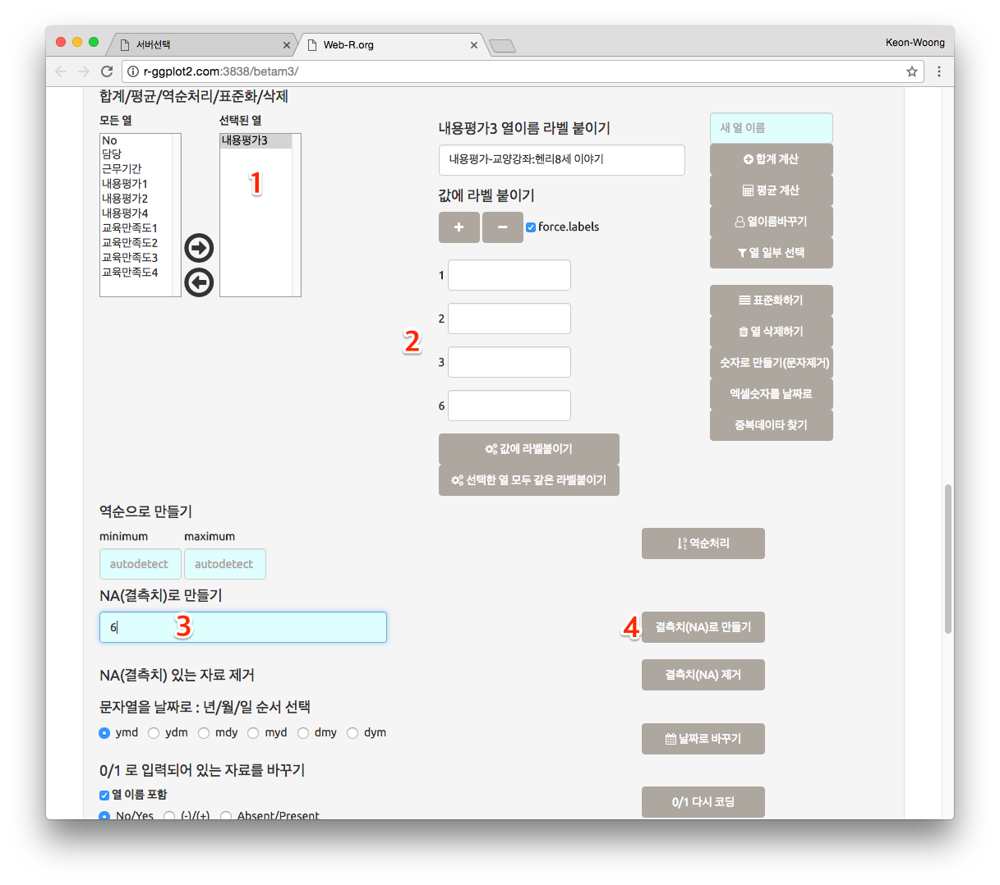 서버선택
Web-R.org
Keon-Woong
r-ggplot2.com:3838/betam3/
합계/평균/역순처리/표준화/삭제
모든 열
선택된 열
No
담당
근무기간
내용평가1
내용평가2
내용평가4
교육만족도1
교육만족도2
교육만족도3
교육만족도4
내용평가3
1
내용평가3 열이름 라벨 붙이기
내용평가-교양강좌:헨리8세 이야기
값에 라벨 붙이기
force.labels
1
2
2
3
6
값에 라벨붙이기
선택한 열 모두 같은 라벨붙이기
새 열 이름
합계 계산
평균 계산
열이름바꾸기
열 일부 선택
표준화하기
열 삭제하기
숫자로 만들기(문자제거)
엑셀숫자를 날짜로
중복데이타 찾기
역순으로 만들기
minimum maximum
autodetect autodetect
역순처리
NA(결측치)로 만들기
6
3
4
결측치(NA)로 만들기
NA(결측치) 있는 자료 제거
결측치(NA) 제거
문자열을 날짜로 : 년/월/일 순서 선택
ymd ydm mdy myd dmy dym
날짜로 바꾸기
0/1 로 입력되어 있는 자료를 바꾸기
열 이름 포함
0/1 다시 코딩
No/Yes (-)/(+) Absent/Present